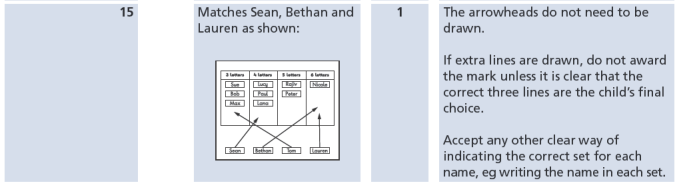 15
Matches Sean, Bethan and
Lauren as shown:
3 letters 4 letters 5 letters 6 letters
Sue Lucy Rajiv Nicole
Bob Paul Peter
Max Lana
Sean Bethan Tom Lauren
1
The arrowheads do not need to be
drawn.
If extra lines are drawn, do not award
the mark unless it is clear that the
correct three lines are the child's final
choice.
Accept any other clear way of
indicating the correct set for each
name, eg writing the name in each set.